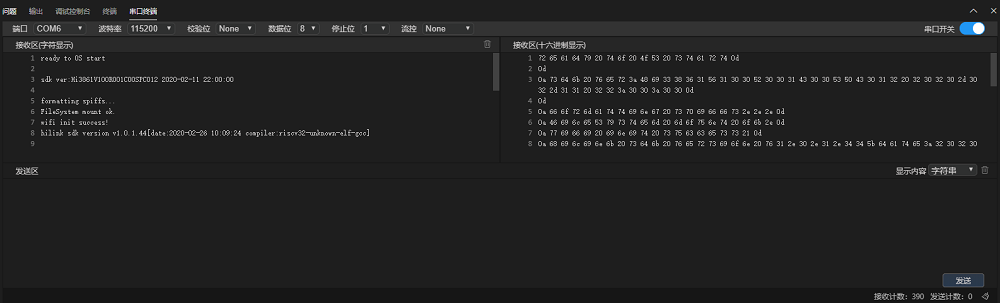 问题 输出 调试控制台 终端 串口终端
端口 COM6 波特率 115200 校验位 None 数据位 8 停止位 1 流控 None 串口开关
接收区(字符显示) 接收区(十六进制显示)
1 ready to OS start
2
3 sdk ver:Hi3861V100R001C00SPC012 2020-02-11 22:00:00
4
5 formatting spiffs...
6 FileSystem mount ok.
7 wifi init success!
8 hilink sdk version v1.0.1.44[date:2020-02-26 10:09:24 compiler:riscv32-unknown-elf-gcc]
9
1 72 65 61 64 79 20 74 6f 20 4f 53 20 73 74 61 72 74 0d
2 0d
3 0a 73 64 6b 20 76 65 72 3a 48 69 33 38 36 31 56 31 30 30 52 30 30 31 43 30 30 53 50 43 30 31 32 20 32 30 32 30 2d 30
32 2d 31 31 20 32 32 3a 30 30 3a 30 30 0d
4 0d
5 0a 66 6f 72 6d 61 74 74 69 6e 67 20 73 70 69 66 66 73 2e 2e 2e 0d
6 0a 46 69 6c 65 53 79 73 74 65 6d 20 6d 6f 75 6e 74 20 6f 6b 2e 0d
7 0a 77 69 66 69 20 69 6e 69 74 20 73 75 63 63 65 73 73 21 0d
8 0a 68 69 6c 69 6e 6b 20 73 64 6b 20 76 65 72 73 69 6f 6e 20 76 31 2e 30 2e 31 2e 34 34 5b 64 61 74 65 3a 32 30 32 30
发送区 显示内容 字符串
发送
接收计数: 390 发送计数: 0